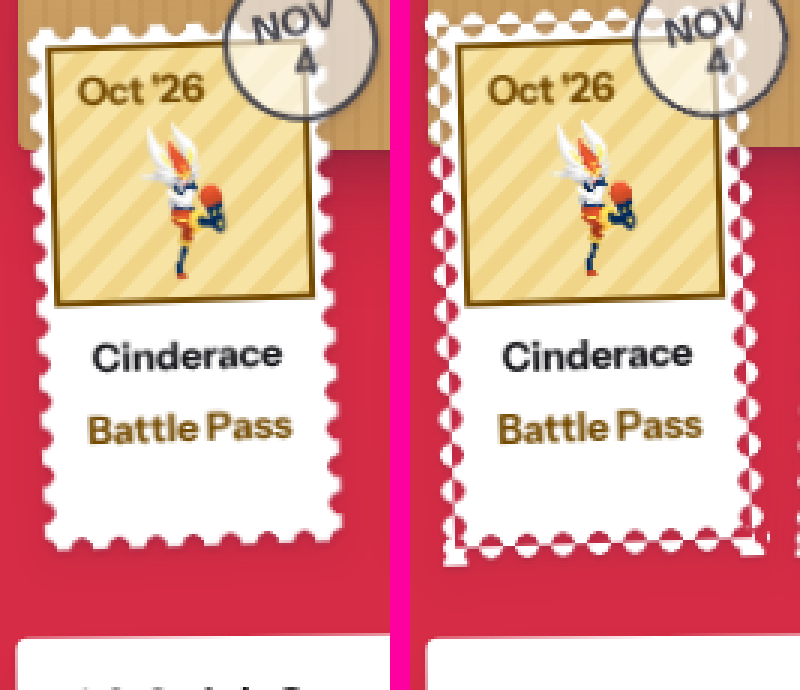 NOV
4
Oct '26
Cinderace
Battle Pass
NOV
4
Oct '26
Cinderace
Battle Pass